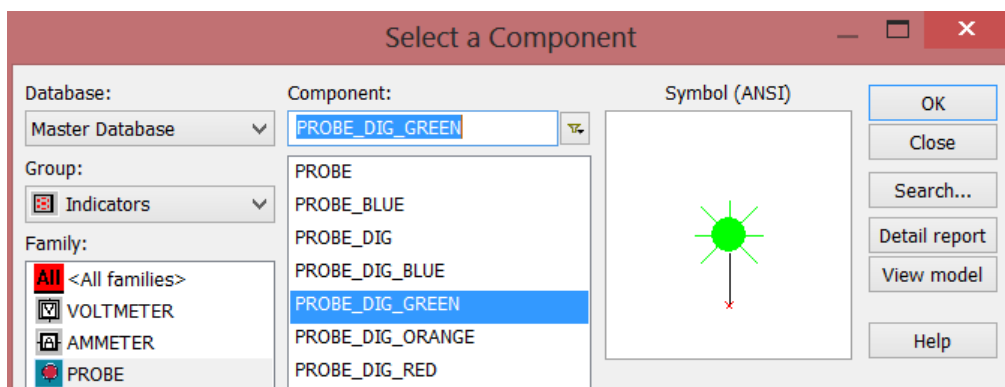 Select a Component
Database:
Master Database
Group:
Indicators
Family:
All <All families>
V VOLTMETER
A AMMETER
PROBE
Component:
PROBE_DIG_GREEN
PROBE
PROBE_BLUE
PROBE_DIG
PROBE_DIG_BLUE
PROBE_DIG_GREEN
PROBE_DIG_ORANGE
PROBE_DIG_RED
Symbol (ANSI)
OK
Close
Search...
Detail report
View model
Help